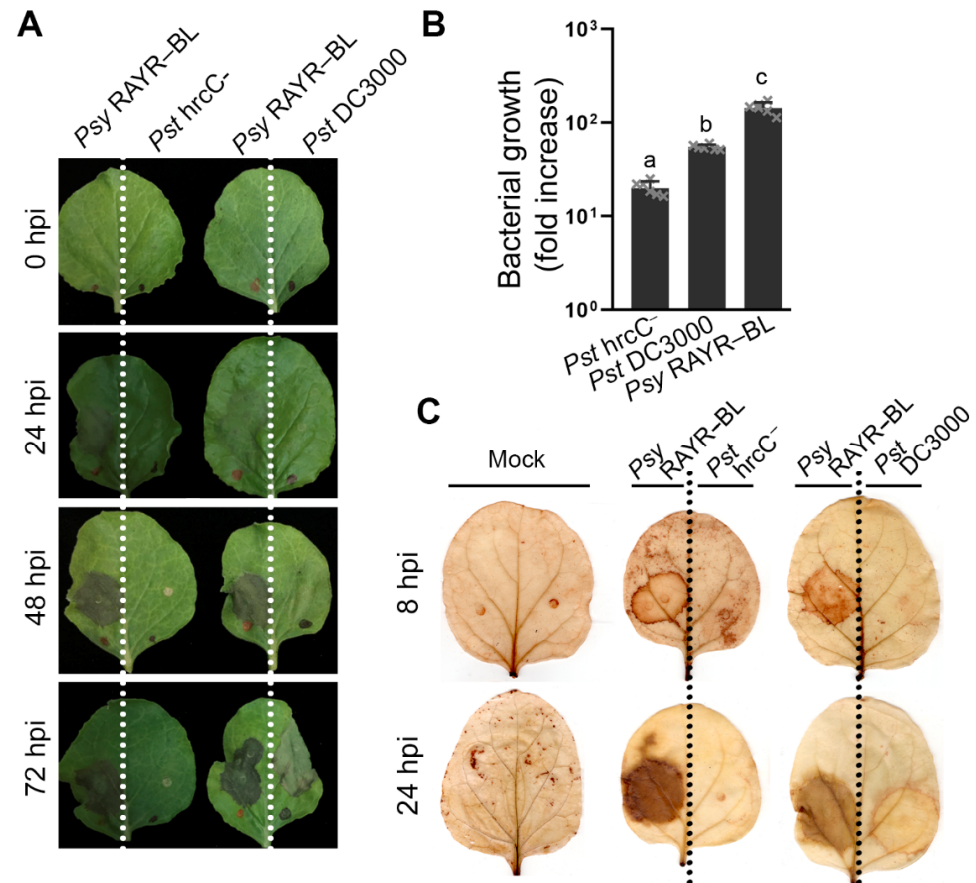 A
Psy RAYR–BL
Pst hrcC-
Psy RAYR–BL
Pst DC3000
0 hpi
24 hpi
48 hpi
72 hpi
B
Bacterial growth
(fold increase)
10³
10²
10¹
10⁰
a
b
c
Pst hrcC⁻
Pst DC3000
Psy RAYR–BL
C
Mock
Psy
RAYR–BL
Pst
hrcC⁻
Psy
RAYR–BL
Pst
DC3000
8 hpi
24 hpi